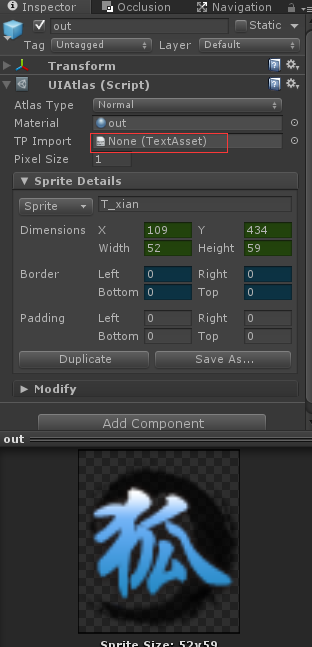 Inspector Occlusion Navigation
out Static
Tag Untagged Layer Default
Transform
UIAtlas (Script)
Atlas Type Normal
Material out
TP Import None (TextAsset)
Pixel Size 1
Sprite Details
Sprite T_xian
Dimensions X 109 Y 434
Width 52 Height 59
Border Left 0 Right 0
Bottom 0 Top 0
Padding Left 0 Right 0
Bottom 0 Top 0
Duplicate Save As...
Modify
Add Component
out
狐
Sprite Size: 52x59